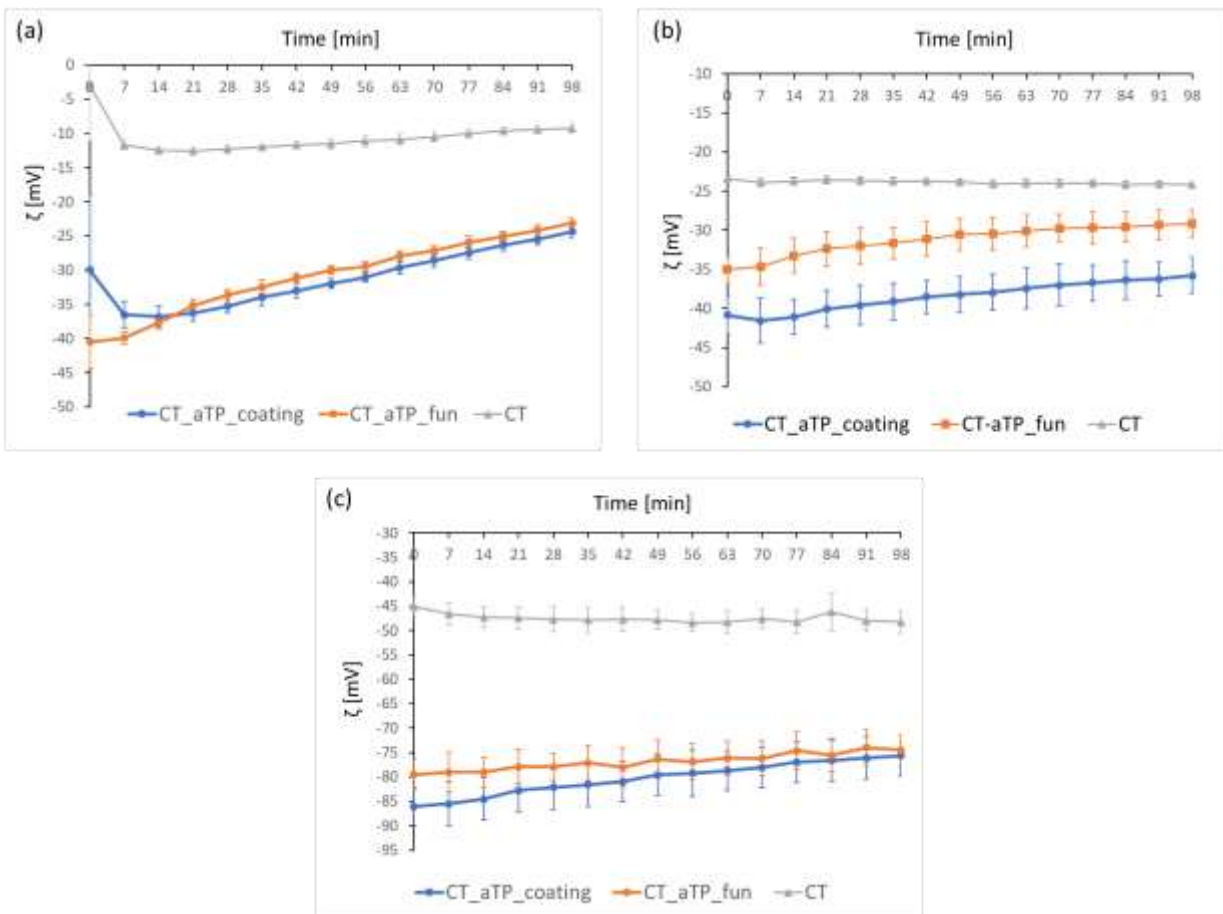 (a)
Time [min]
0
0 7 14 21 28 35 42 49 56 63 70 77 84 91 98
-5
-10
-15
-20
-25
-30
-35
-40
-45
-50
ζ [mV]
CT_aTP_coating CT_aTP_fun CT
(b)
Time [min]
-10
0 7 14 21 28 35 42 49 56 63 70 77 84 91 98
-15
-20
-25
-30
-35
-40
-45
-50
ζ [mV]
CT_aTP_coating CT-aTP_fun CT
(c)
Time [min]
-30
0 7 14 21 28 35 42 49 56 63 70 77 84 91 98
-35
-40
-45
-50
-55
-60
-65
-70
-75
-80
-85
-90
-95
ζ [mV]
CT_aTP_coating CT_aTP_fun CT